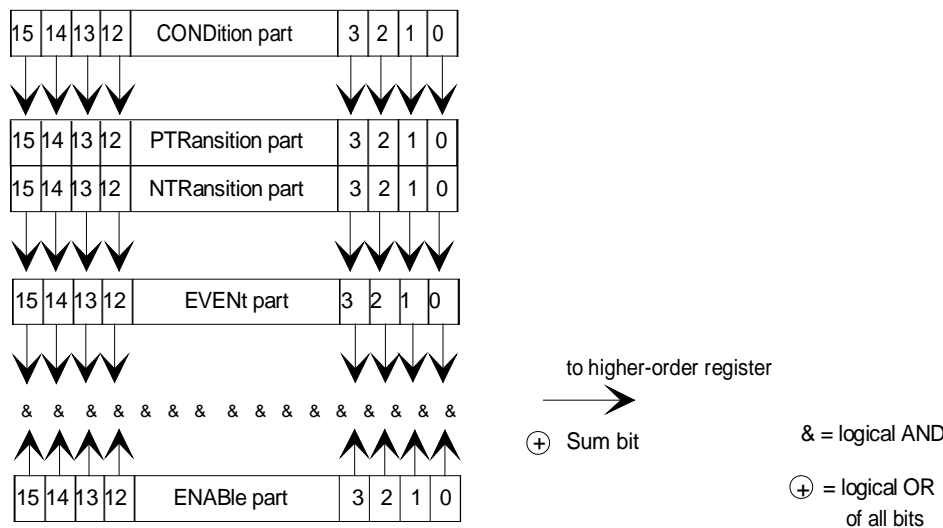 15 14 13 12 CONDition part 3 2 1 0
15 14 13 12 PTRansition part 3 2 1 0
15 14 13 12 NTRansition part 3 2 1 0
15 14 13 12 EVENt part 3 2 1 0
to higher-order register
& & & & & & & & & & & & & & & &
+ Sum bit
& = logical AND
15 14 13 12 ENABle part 3 2 1 0
+ = logical OR
of all bits